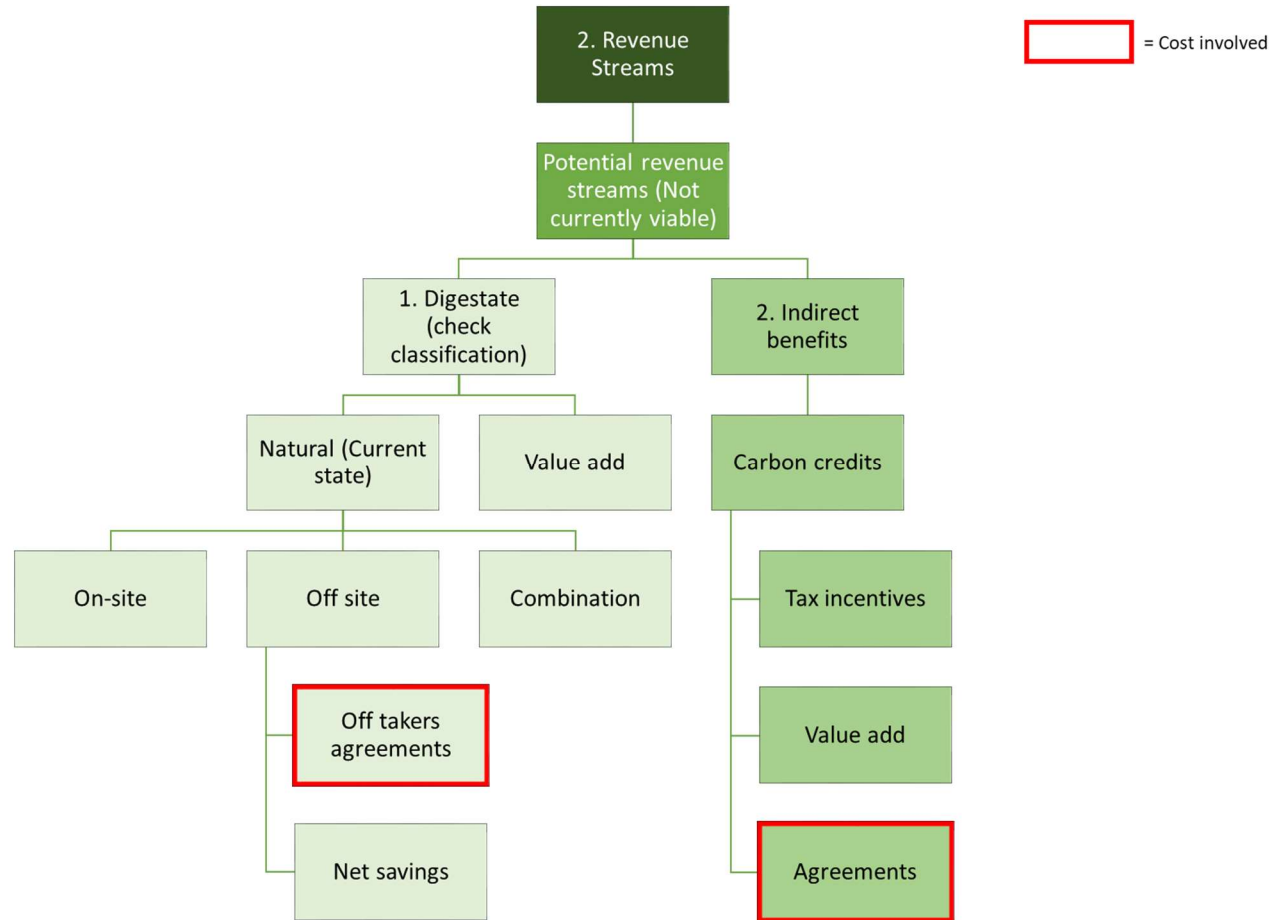 2. Revenue
Streams
= Cost involved
Potential revenue
streams (Not
currently viable)
1. Digestate
(check
classification)
2. Indirect
benefits
Natural (Current
state)
Value add
Carbon credits
On-site
Off site
Combination
Tax incentives
Off takers
agreements
Value add
Net savings
Agreements